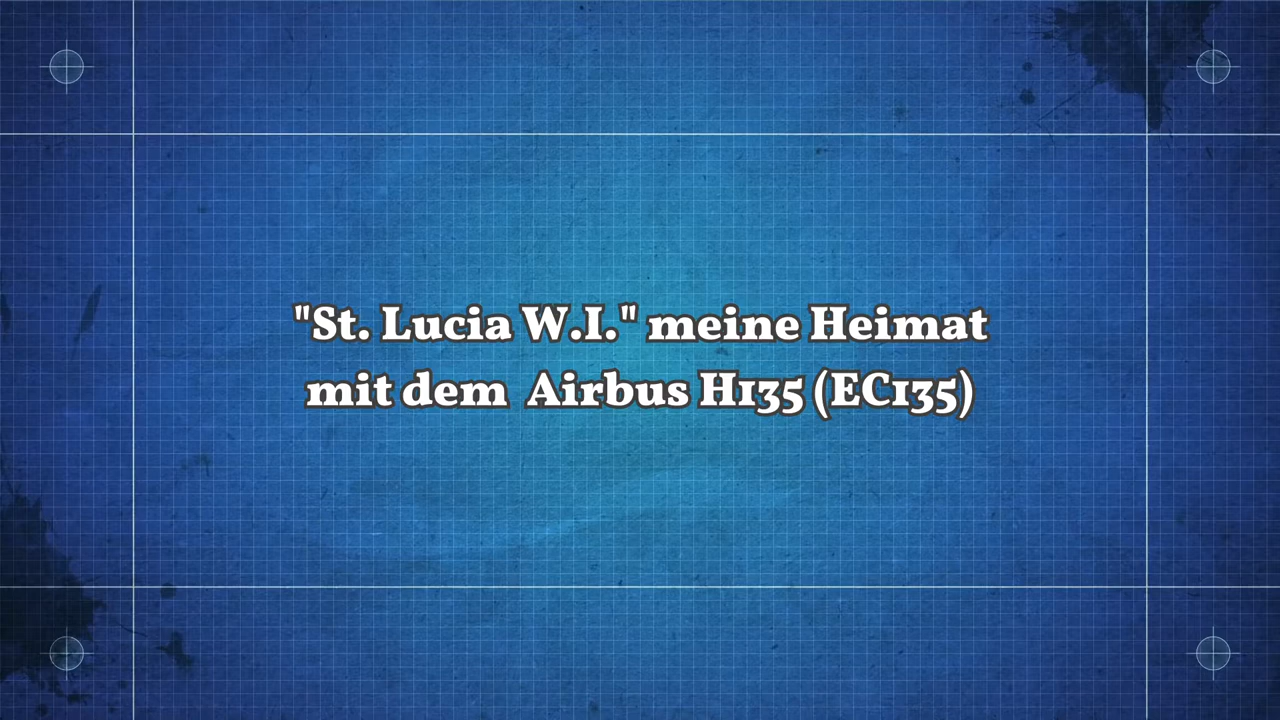 "St. Lucia W.I." meine Heimat
mit dem Airbus H135 (EC135)